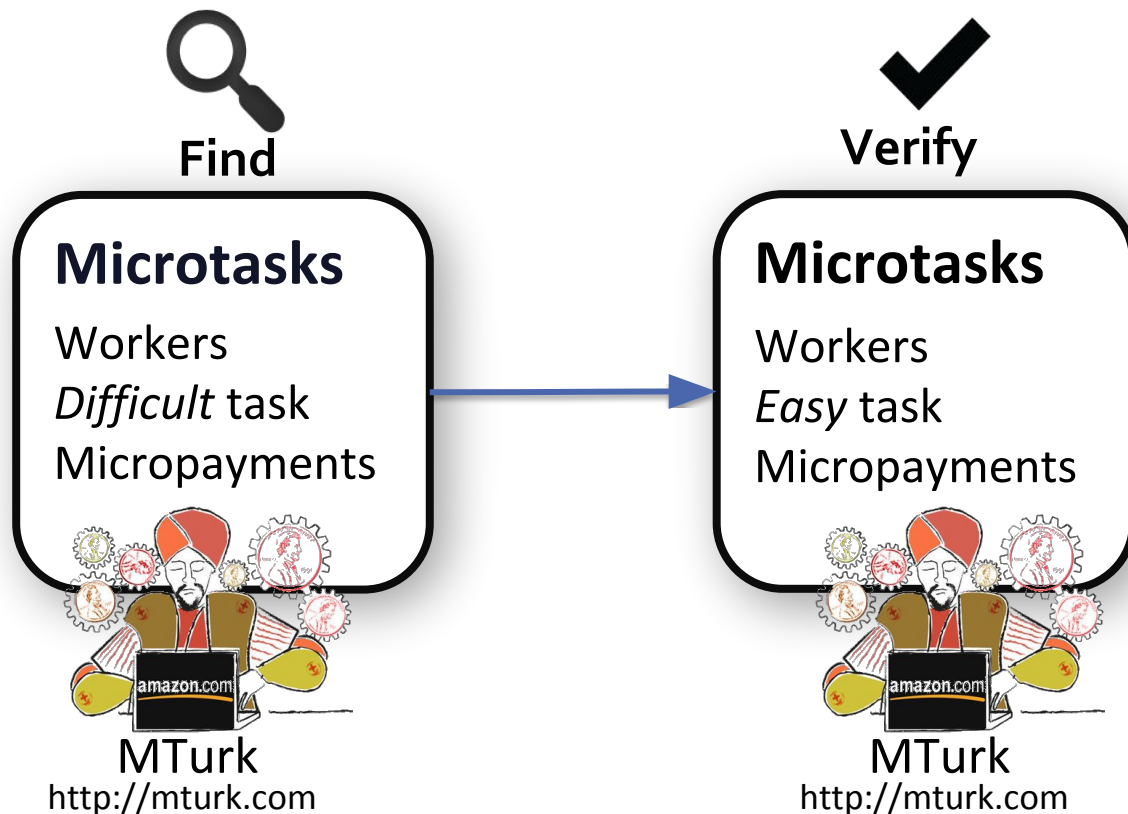 Find
Microtasks
Workers
Difficult task
Micropayments
amazon.com
MTurk
http://mturk.com
Verify
Microtasks
Workers
Easy task
Micropayments
amazon.com
MTurk
http://mturk.com